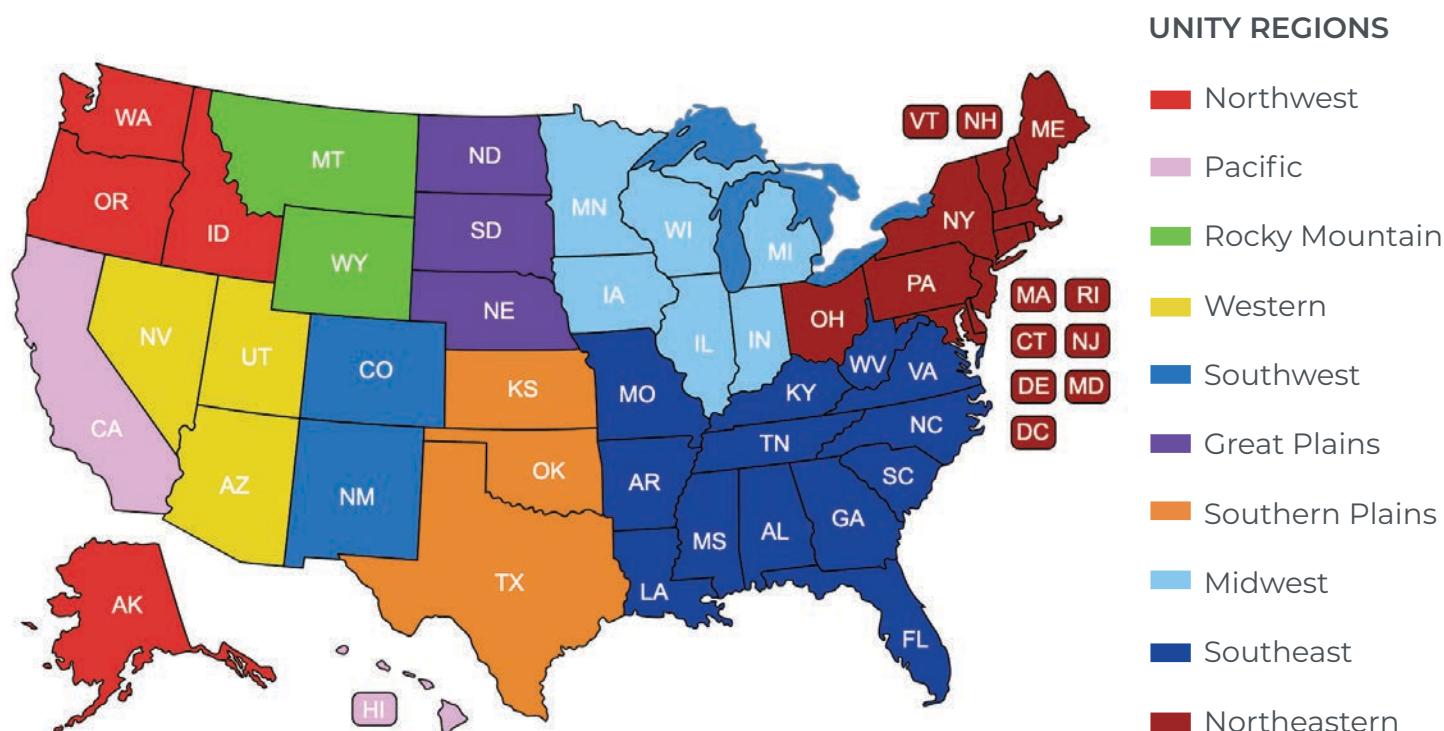 UNITY REGIONS
Northwest
Pacific
Rocky Mountain
Western
Southwest
Great Plains
Southern Plains
Midwest
Southeast
Northeastern
WA
OR
ID
MT
WY
ND
SD
NE
MN
WI
MI
IA
IL
IN
OH
VT NH
ME
NY
PA
MA RI
CT NJ
DE MD
DC
NV
UT
CO
KS
MO
KY
WV
VA
CA
AZ
NM
OK
AR
TN
NC
SC
TX
LA
MS
AL
GA
FL
AK
HI